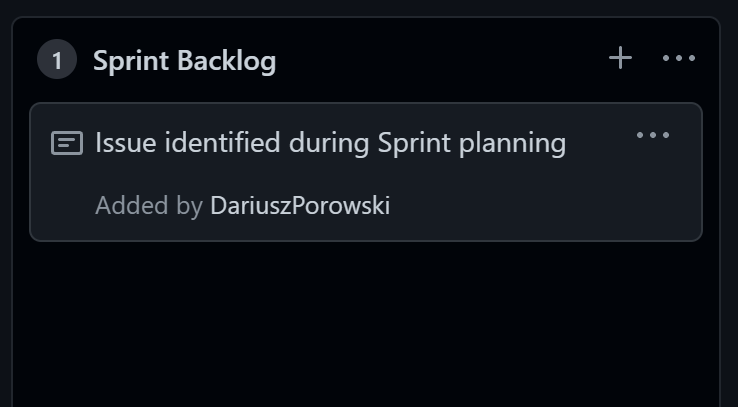 1 Sprint Backlog
Issue identified during Sprint planning
Added by DariuszPorowski